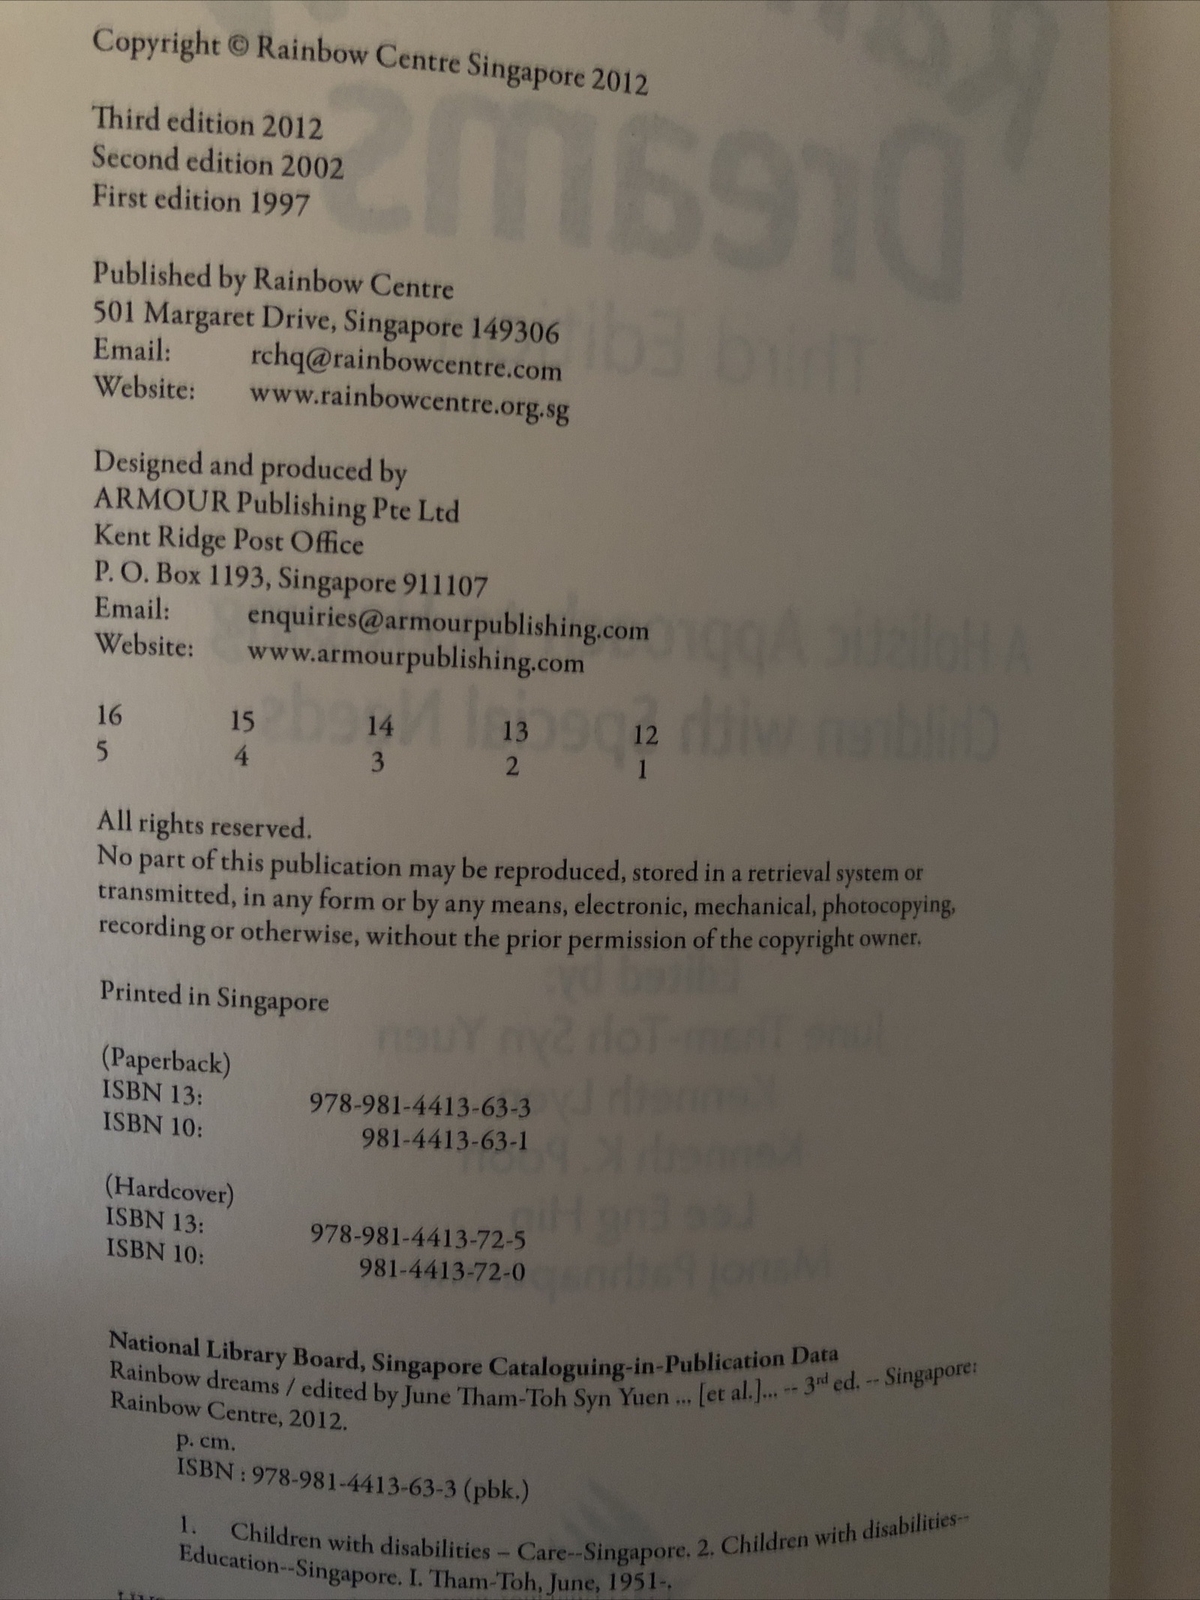 Copyright © Rainbow Centre Singapore 2012
Third edition 2012
Second edition 2002
First edition 1997
Published by Rainbow Centre
501 Margaret Drive, Singapore 149306
Email: rchq@rainbowcentre.com
Website: www.rainbowcentre.org.sg
Designed and produced by
ARMOUR Publishing Pte Ltd
Kent Ridge Post Office
P. O. Box 1193, Singapore 911107
Email: enquiries@armourpublishing.com
Website: www.armourpublishing.com
16 15 14 13 12
5 4 3 2 1
All rights reserved.
No part of this publication may be reproduced, stored in a retrieval system or
transmitted, in any form or by any means, electronic, mechanical, photocopying,
recording or otherwise, without the prior permission of the copyright owner.
Printed in Singapore
(Paperback)
ISBN 13: 978-981-4413-63-3
ISBN 10: 981-4413-63-1
(Hardcover)
ISBN 13: 978-981-4413-72-5
ISBN 10: 981-4413-72-0
National Library Board, Singapore Cataloguing-in-Publication Data
Rainbow dreams / edited by June Tham-Toh Syn Yuen ... [et al.]... -- 3rd ed. -- Singapore:
Rainbow Centre, 2012.
p. cm.
ISBN : 978-981-4413-63-3 (pbk.)
1. Children with disabilities – Care--Singapore. 2. Children with disabilities--
Education--Singapore. I. Tham-Toh, June, 1951-.